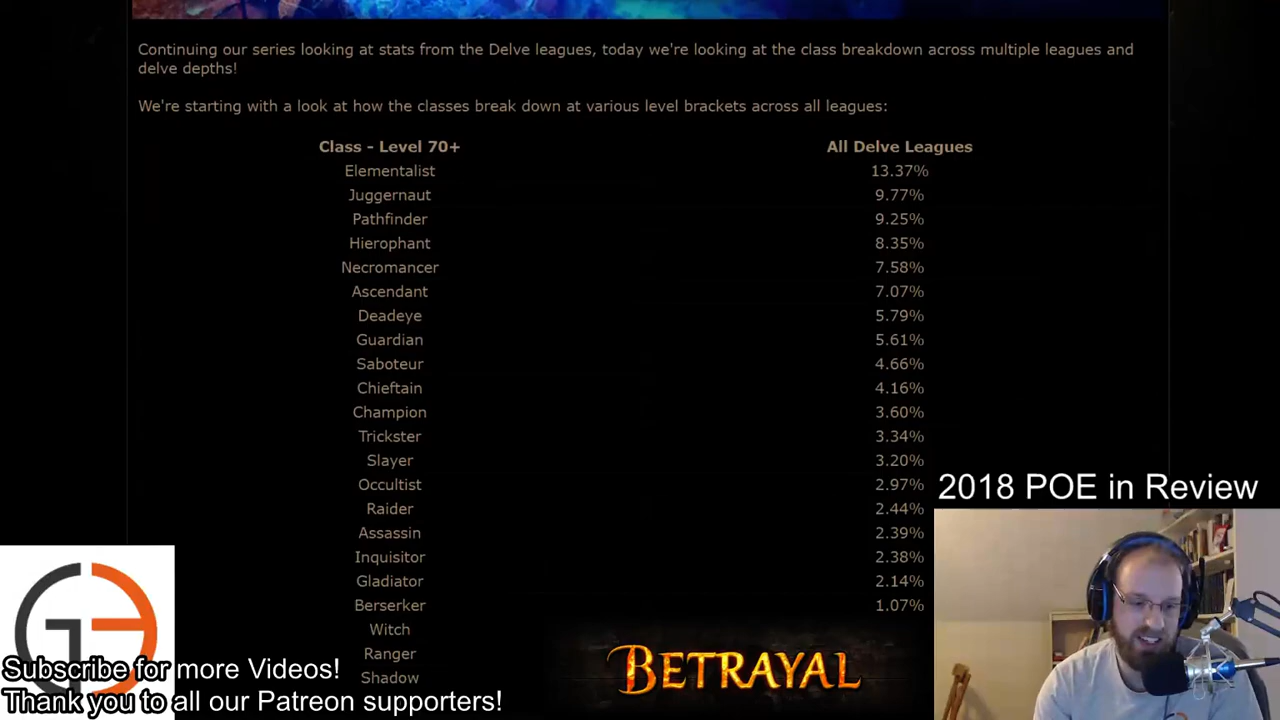 Continuing our series looking at stats from the Delve leagues, today we're looking at the class breakdown across multiple leagues and
delve depths!
We're starting with a look at how the classes break down at various level brackets across all leagues:
Class - Level 70+ All Delve Leagues
Elementalist 13.37%
Juggernaut 9.77%
Pathfinder 9.25%
Hierophant 8.35%
Necromancer 7.58%
Ascendant 7.07%
Deadeye 5.79%
Guardian 5.61%
Saboteur 4.66%
Chieftain 4.16%
Champion 3.60%
Trickster 3.34%
Slayer 3.20%
Occultist 2.97%
Raider 2.44%
Assassin 2.39%
Inquisitor 2.38%
Gladiator 2.14%
Berserker 1.07%
Witch
Ranger
Shadow
2018 POE in Review
BETRAYAL
GE
Subscribe for more Videos!
Thank you to all our Patreon supporters!